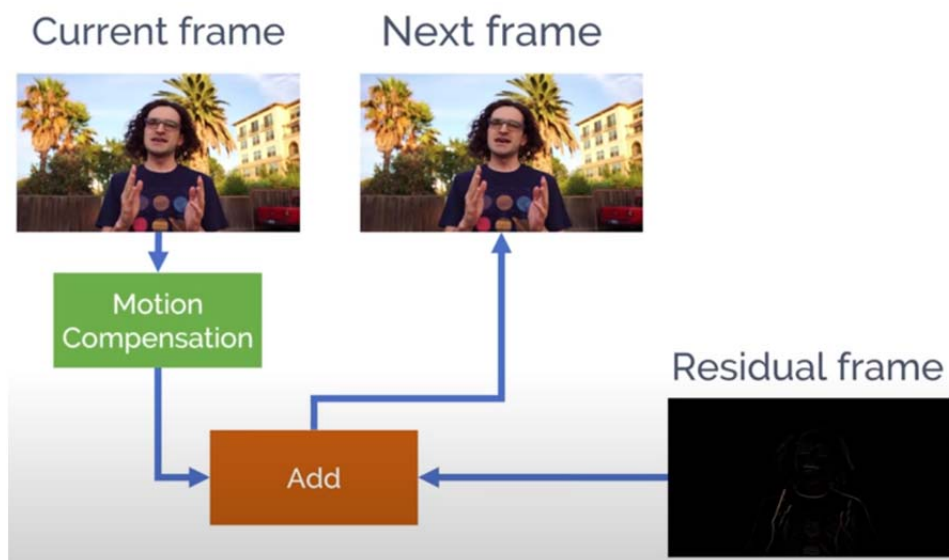 Current frame
Next frame
Motion
Compensation
Residual frame
Add